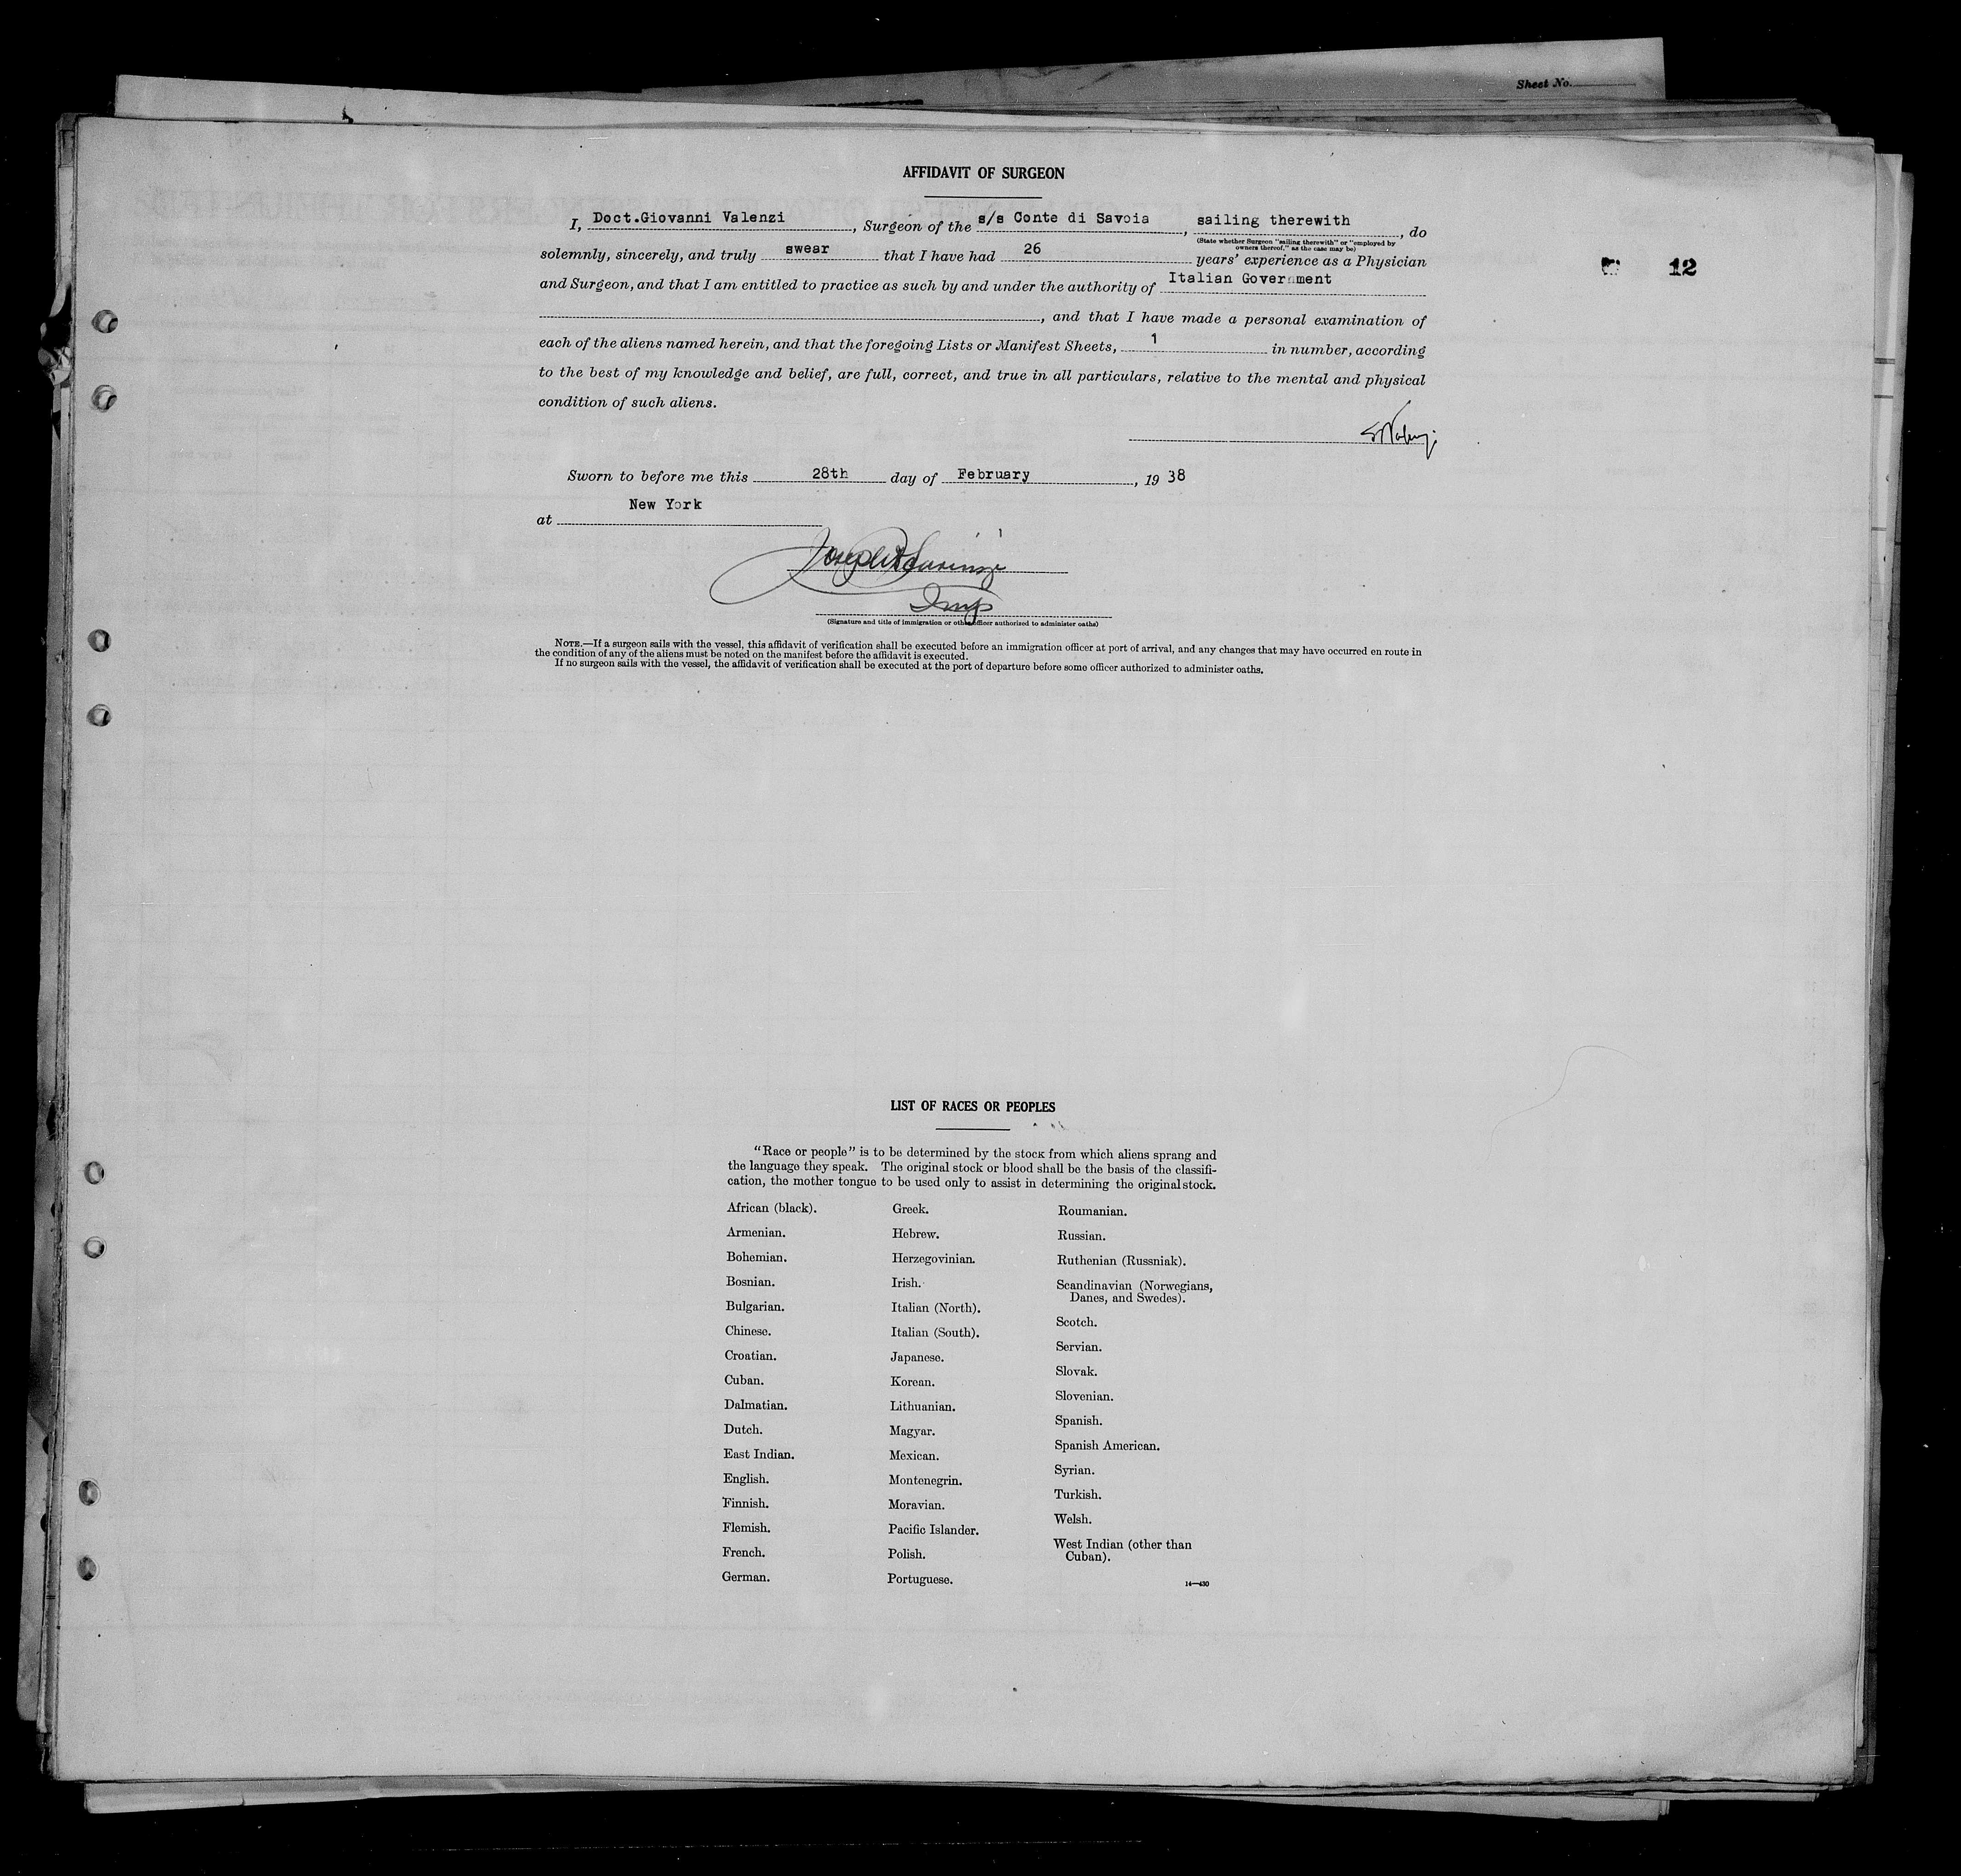 Sheet No.
AFFIDAVIT OF SURGEON
I, Doct.Giovanni Valenzi, Surgeon of the s/s Conte di Savoia, sailing therewith, do
(State whether Surgeon "sailing therewith" or "employed by
owners thereof," as the case may be)
solemnly, sincerely, and truly swear that I have had 26 years' experience as a Physician
12
and Surgeon, and that I am entitled to practice as such by and under the authority of Italian Government
, and that I have made a personal examination of
each of the aliens named herein, and that the foregoing Lists or Manifest Sheets, 1 in number, according
to the best of my knowledge and belief, are full, correct, and true in all particulars, relative to the mental and physical
condition of such aliens.
Sworn to before me this 28th day of February, 19 38
at New York
Insp
(Signature and title of immigration or other officer authorized to administer oaths)
NOTE.—If a surgeon sails with the vessel, this affidavit of verification shall be executed before an immigration officer at port of arrival, and any changes that may have occurred en route in
the condition of any of the aliens must be noted on the manifest before the affidavit is executed.
If no surgeon sails with the vessel, the affidavit of verification shall be executed at the port of departure before some officer authorized to administer oaths.
LIST OF RACES OR PEOPLES
"Race or people" is to be determined by the stock from which aliens sprang and
the language they speak. The original stock or blood shall be the basis of the classifi-
cation, the mother tongue to be used only to assist in determining the original stock.
African (black).
Armenian.
Bohemian.
Bosnian.
Bulgarian.
Chinese.
Croatian.
Cuban.
Dalmatian.
Dutch.
East Indian.
English.
Finnish.
Flemish.
French.
German.
Greek.
Hebrew.
Herzegovinian.
Irish.
Italian (North).
Italian (South).
Japanese.
Korean.
Lithuanian.
Magyar.
Mexican.
Montenegrin.
Moravian.
Pacific Islander.
Polish.
Portuguese.
Roumanian.
Russian.
Ruthenian (Russniak).
Scandinavian (Norwegians,
Danes, and Swedes).
Scotch.
Servian.
Slovak.
Slovenian.
Spanish.
Spanish American.
Syrian.
Turkish.
Welsh.
West Indian (other than
Cuban).
14—430